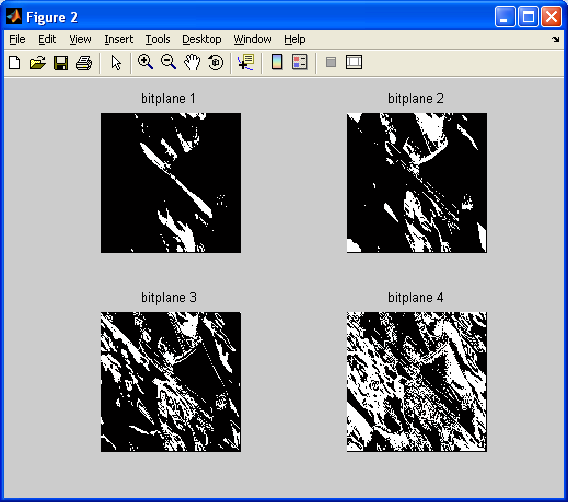 Figure 2
File Edit View Insert Tools Desktop Window Help
bitplane 1 bitplane 2
bitplane 3 bitplane 4